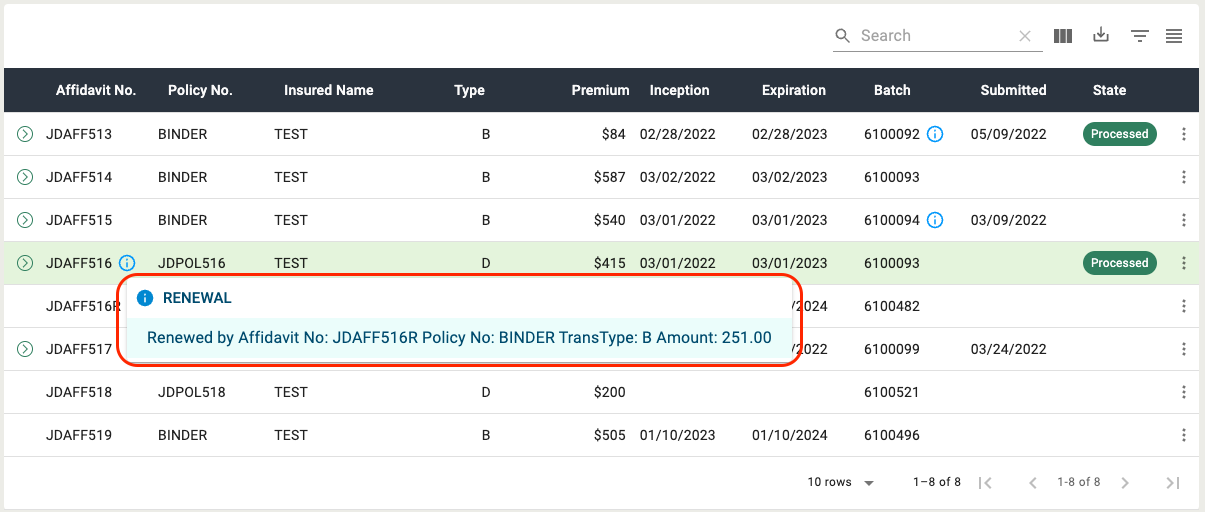 Search
Affidavit No. Policy No. Insured Name Type Premium Inception Expiration Batch Submitted State
JDAFF513 BINDER TEST B $84 02/28/2022 02/28/2023 6100092 05/09/2022 Processed
JDAFF514 BINDER TEST B $587 03/02/2022 03/02/2023 6100093
JDAFF515 BINDER TEST B $540 03/01/2022 03/01/2023 6100094 03/09/2022
JDAFF516 JDPOL516 TEST D $415 03/01/2022 03/01/2023 6100093 Processed
RENEWAL
Renewed by Affidavit No: JDAFF516R Policy No: BINDER TransType: B Amount: 251.00
JDAFF516R /2024 6100482
JDAFF517 /2022 6100099 03/24/2022
JDAFF518 JDPOL518 TEST D $200 6100521
JDAFF519 BINDER TEST B $505 01/10/2023 01/10/2024 6100496
10 rows 1–8 of 8 1-8 of 8